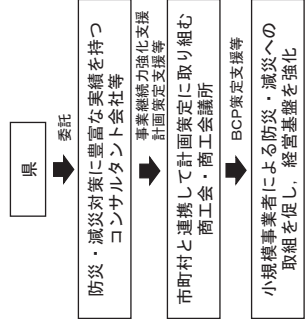 県
委託
防災・減災対策に豊富な実績を持つ
コンサルタント会社等
事業継続力強化支援
計画策定支援等
市町村と連携して計画策定に取り組む
商工会・商工会議所
BCP策定支援等
小規模事業者による防災・減災への
取組を促し，経営基盤を強化